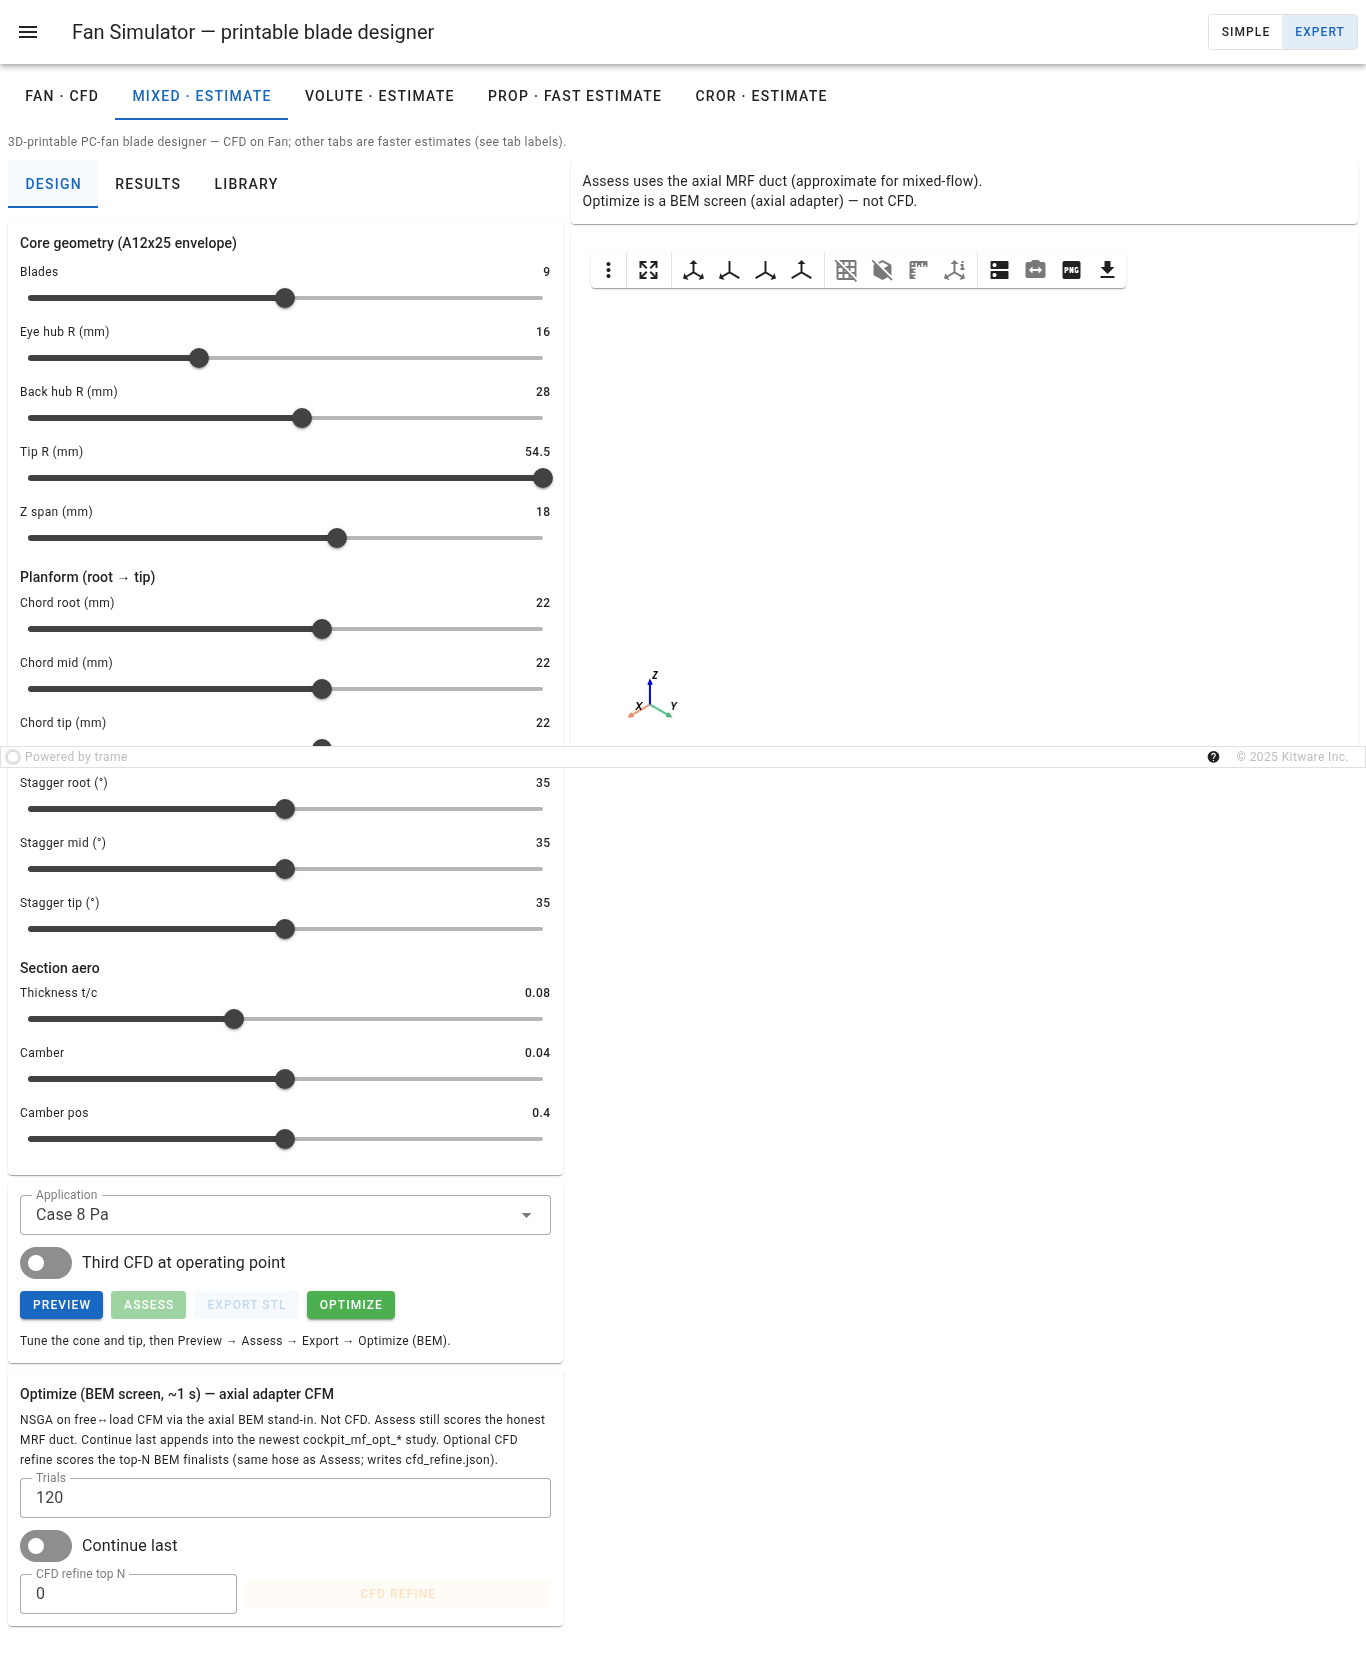 Fan Simulator — printable blade designer
SIMPLE
EXPERT
FAN · CFD
MIXED · ESTIMATE
VOLUTE · ESTIMATE
PROP · FAST ESTIMATE
CROR · ESTIMATE
3D-printable PC-fan blade designer — CFD on Fan; other tabs are faster estimates (see tab labels).
DESIGN
RESULTS
LIBRARY
Core geometry (A12x25 envelope)
Blades 9
Eye hub R (mm) 16
Back hub R (mm) 28
Tip R (mm) 54.5
Z span (mm) 18
Planform (root → tip)
Chord root (mm) 22
Chord mid (mm) 22
Chord tip (mm) 22
Stagger root (°) 35
Stagger mid (°) 35
Stagger tip (°) 35
Section aero
Thickness t/c 0.08
Camber 0.04
Camber pos 0.4
Application
Case 8 Pa
Third CFD at operating point
PREVIEW
ASSESS
EXPORT STL
OPTIMIZE
Tune the cone and tip, then Preview → Assess → Export → Optimize (BEM).
Optimize (BEM screen, ~1 s) — axial adapter CFM
NSGA on free↔load CFM via the axial BEM stand-in. Not CFD. Assess still scores the honest
MRF duct. Continue last appends into the newest cockpit_mf_opt_* study. Optional CFD
refine scores the top-N BEM finalists (same hose as Assess; writes cfd_refine.json).
Trials
120
Continue last
CFD refine top N
0
CFD REFINE
Assess uses the axial MRF duct (approximate for mixed-flow).
Optimize is a BEM screen (axial adapter) — not CFD.
PNG
Z
X
Y
Powered by trame
© 2025 Kitware Inc.